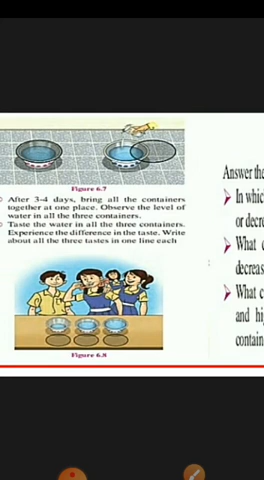 Figure 6.7
After 3-4 days, bring all the containers
together at one place. Observe the level of
water in all the three containers.
Taste the water in all three containers.
Experience the difference in the taste. Write
about all the three tastes in one line each
Figure 6.8
Answer the
In which
or decre
What c
decreas
What c
and hi
contain